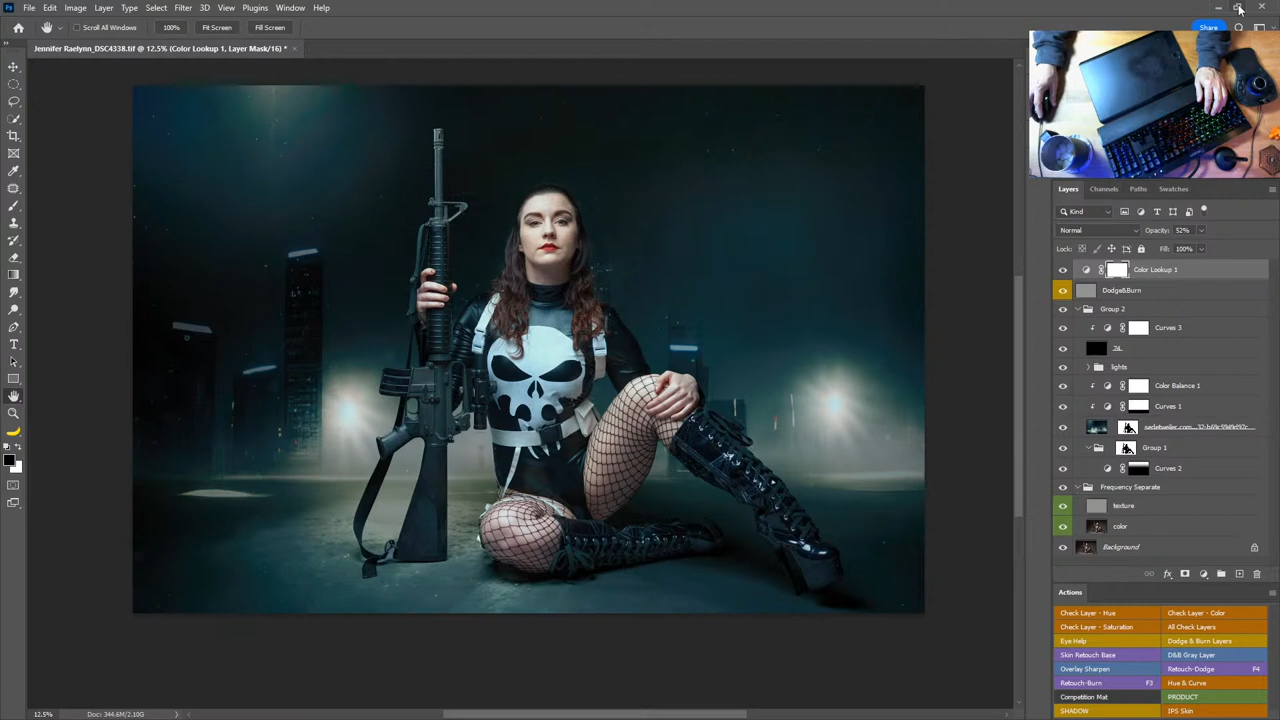 Ps File Edit Image Layer Type Select Filter 3D View Plugins Window Help
Scroll All Windows 100% Fit Screen Fill Screen Share
Jennifer Raelynn_DSC4338.tif @ 12.5% (Color Lookup 1, Layer Mask/16) * ×
Layers Channels Paths Swatches
Kind
Normal Opacity: 52%
Lock: Fill: 100%
Color Lookup 1
Dodge&Burn
Group 2
Curves 3
lights
Color Balance 1
Curves 1
Group 1
Curves 2
Frequency Separate
texture
color
Background
fx
Actions
Check Layer - Hue Check Layer - Color
Check Layer - Saturation All Check Layers
Eye Help Dodge & Burn Layers
Skin Retouch Base D&B Gray Layer
Overlay Sharpen Retouch-Dodge F4
Retouch-Burn F3 Hue & Curve
Competition Mat PRODUCT
SHADOW IPS Skin
12.5% Doc: 344.6M/2.10G